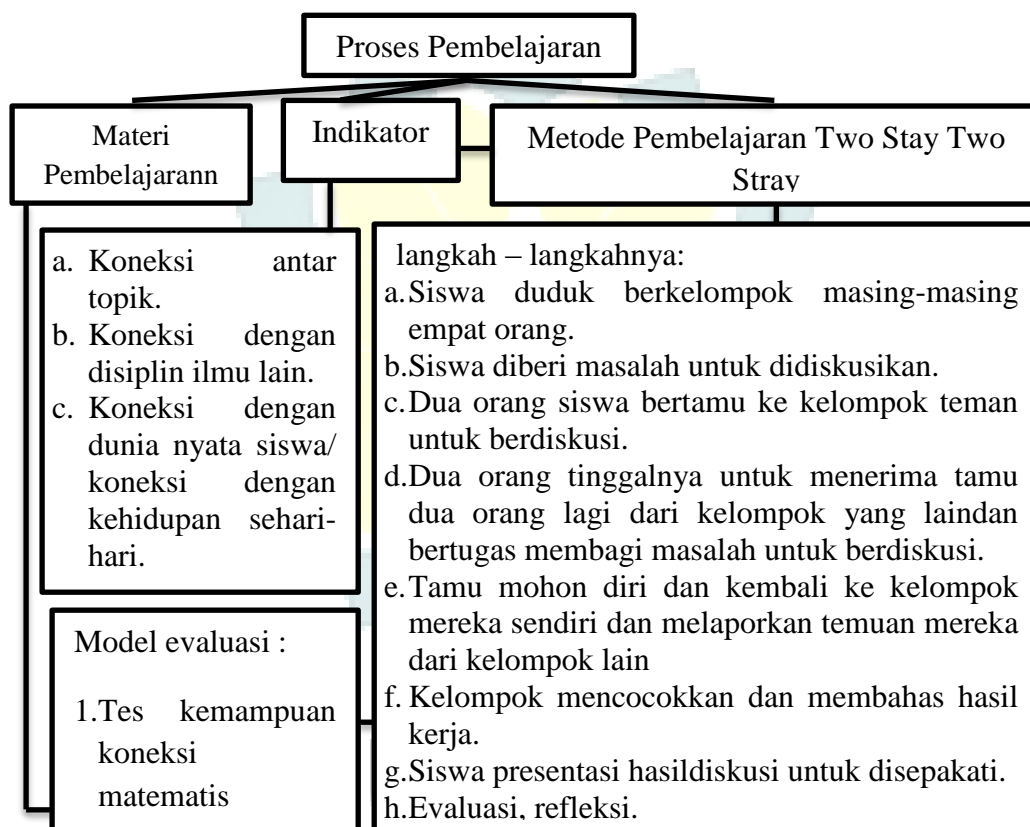 Proses Pembelajaran
Materi
Pembelajarann
Indikator
Metode Pembelajaran Two Stay Two
Stray
a. Koneksi antar
topik.
b. Koneksi dengan
disiplin ilmu lain.
c. Koneksi dengan
dunia nyata siswa/
koneksi dengan
kehidupan sehari-
hari.
Model evaluasi :
1.Tes kemampuan
koneksi
matematis
langkah – langkahnya:
a.Siswa duduk berkelompok masing-masing
empat orang.
b.Siswa diberi masalah untuk didiskusikan.
c.Dua orang siswa bertamu ke kelompok teman
untuk berdiskusi.
d.Dua orang tinggalnya untuk menerima tamu
dua orang lagi dari kelompok yang laindan
bertugas membagi masalah untuk berdiskusi.
e.Tamu mohon diri dan kembali ke kelompok
mereka sendiri dan melaporkan temuan mereka
dari kelompok lain
f. Kelompok mencocokkan dan membahas hasil
kerja.
g.Siswa presentasi hasildiskusi untuk disepakati.
h.Evaluasi, refleksi.